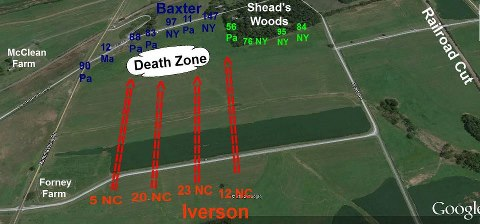 Baxter
Shead's
Woods
Railroad Cut
McClean
Farm
90
Pa
12
Ma
88
Pa
83
Pa
97
NY
11
Pa
147
NY
56
Pa
76 NY
95
NY
84
NY
Death Zone
Forney
Farm
5 NC
20 NC
23 NC
12 NC
Iverson
Google